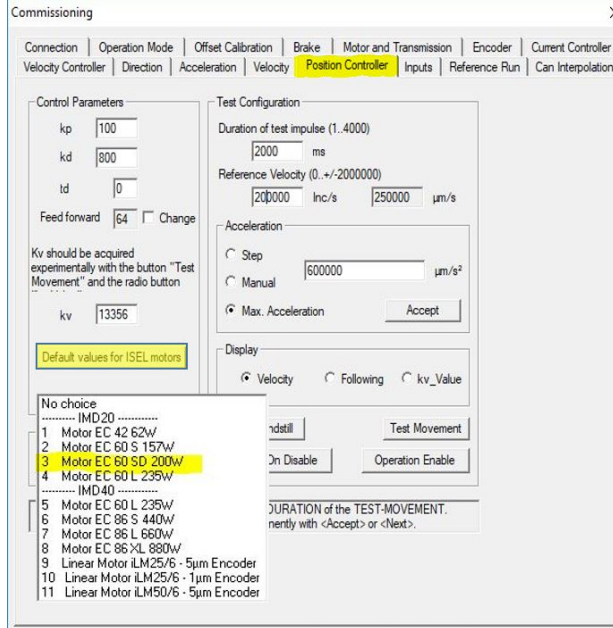 Commissioning
Connection | Operation Mode | Offset Calibration | Brake | Motor and Transmission | Encoder | Current Controller
Velocity Controller | Direction | Acceleration | Velocity | Position Controller | Inputs | Reference Run | Can Interpolation
Control Parameters
kp 100
kd 800
td 0
Feed forward 64 Change
Kv should be acquired
experimentally with the button "Test
Movement" and the radio button
kv 13356
Default values for ISEL motors
No choice
---------- IMD20 ------------
1 Motor EC 42 62W
2 Motor EC 60 S 157W
3 Motor EC 60 SD 200W
4 Motor EC 60 L 235W
---------- IMD40 ------------
5 Motor EC 60 L 235W
6 Motor EC 86 S 440W
7 Motor EC 86 L 660W
8 Motor EC 86 XL 880W
9 Linear Motor iLM25/6 - 5µm Encoder
10 Linear Motor iLM25/6 - 1µm Encoder
11 Linear Motor iLM50/6 - 5µm Encoder
Test Configuration
Duration of test impulse (1..4000)
2000 ms
Reference Velocity (0..+/-2000000)
200000 Inc/s 250000 µm/s
Acceleration
Step
Manual
600000 µm/s²
Max. Acceleration Accept
Display
Velocity Following kv_Value
ndstill Test Movement
On Disable Operation Enable
DURATION of the TEST-MOVEMENT.
nently with <Accept> or <Next>.